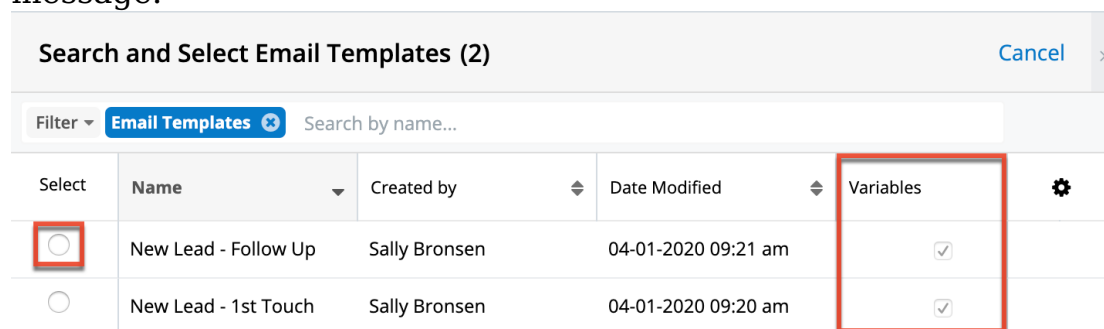 message.
Search and Select Email Templates (2) Cancel
Filter Email Templates Search by name...
Select Name Created by Date Modified Variables
New Lead - Follow Up Sally Bronsen 04-01-2020 09:21 am
New Lead - 1st Touch Sally Bronsen 04-01-2020 09:20 am